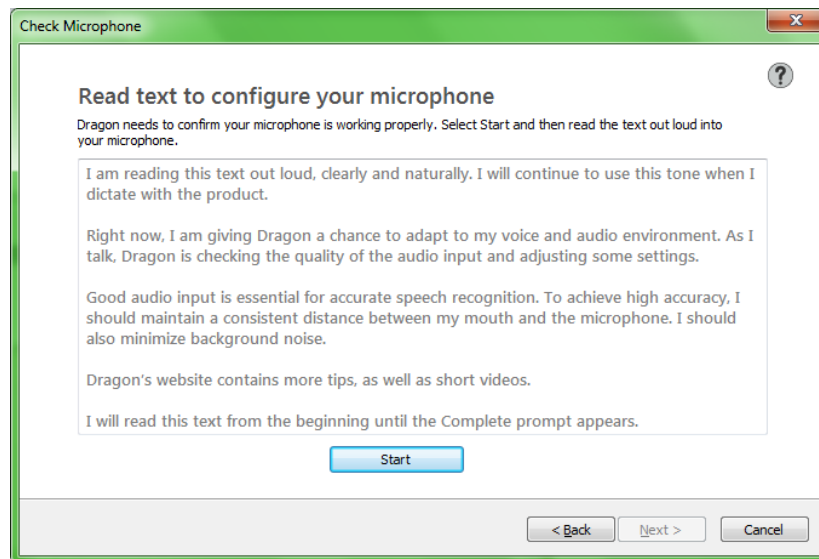 Check Microphone
x
?
Read text to configure your microphone
Dragon needs to confirm your microphone is working properly. Select Start and then read the text out loud into
your microphone.
I am reading this text out loud, clearly and naturally. I will continue to use this tone when I
dictate with the product.
Right now, I am giving Dragon a chance to adapt to my voice and audio environment. As I
talk, Dragon is checking the quality of the audio input and adjusting some settings.
Good audio input is essential for accurate speech recognition. To achieve high accuracy, I
should maintain a consistent distance between my mouth and the microphone. I should
also minimize background noise.
Dragon's website contains more tips, as well as short videos.
I will read this text from the beginning until the Complete prompt appears.
Start
< Back Next > Cancel